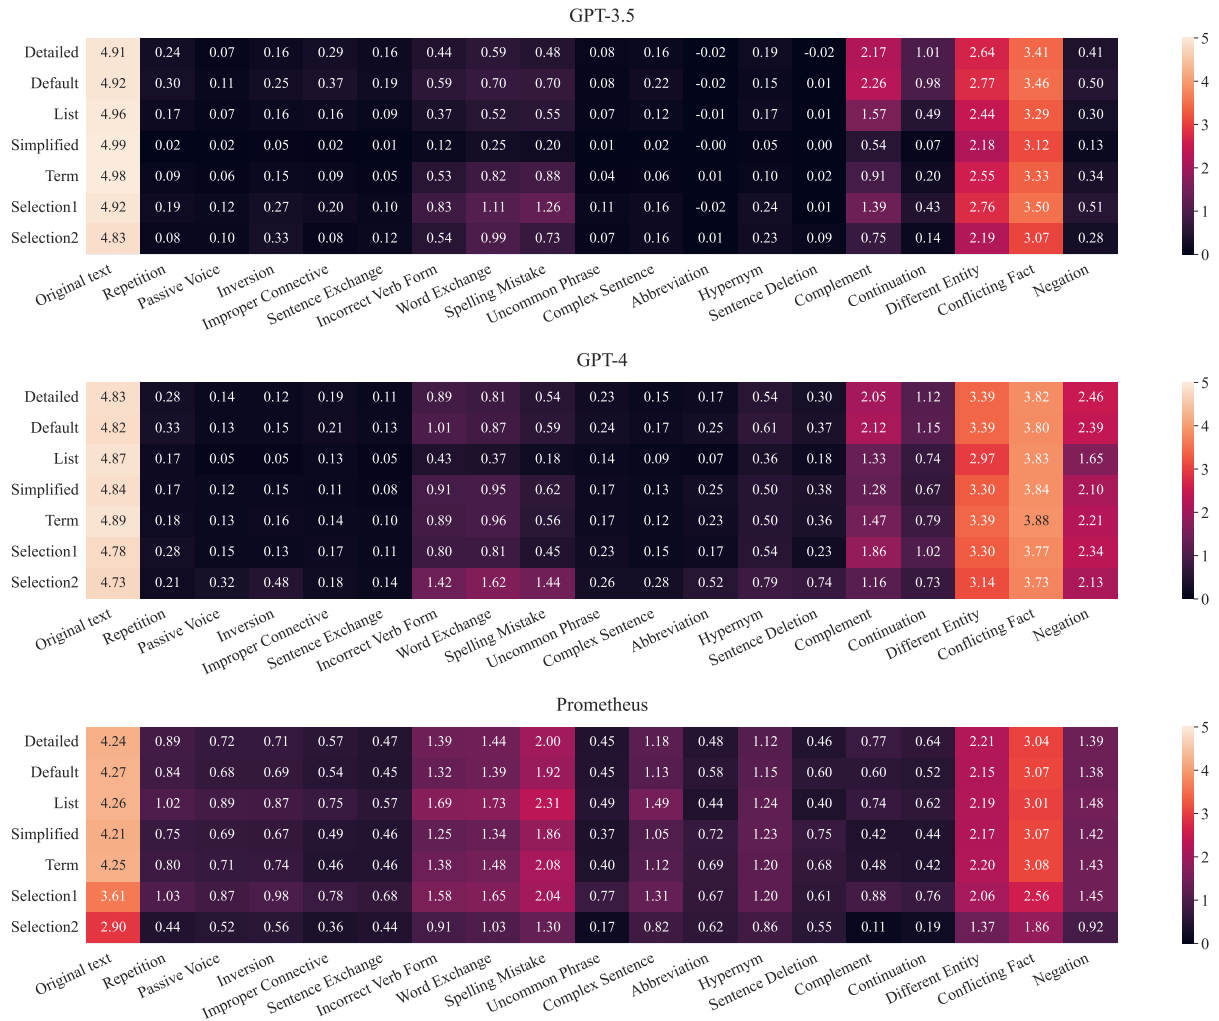 GPT-3.5
Detailed 4.91 0.24 0.07 0.16 0.29 0.16 0.44 0.59 0.48 0.08 0.16 -0.02 0.19 -0.02 2.17 1.01 2.64 3.41 0.41
Default 4.92 0.30 0.11 0.25 0.37 0.19 0.59 0.70 0.70 0.08 0.22 -0.02 0.15 0.01 2.26 0.98 2.77 3.46 0.50
List 4.96 0.17 0.07 0.16 0.16 0.09 0.37 0.52 0.55 0.07 0.12 -0.01 0.17 0.01 1.57 0.49 2.44 3.29 0.30
Simplified 4.99 0.02 0.02 0.05 0.02 0.01 0.12 0.25 0.20 0.01 0.02 -0.00 0.05 0.00 0.54 0.07 2.18 3.12 0.13
Term 4.98 0.09 0.06 0.15 0.09 0.05 0.53 0.82 0.88 0.04 0.06 0.01 0.10 0.02 0.91 0.20 2.55 3.33 0.34
Selection1 4.92 0.19 0.12 0.27 0.20 0.10 0.83 1.11 1.26 0.11 0.16 -0.02 0.24 0.01 1.39 0.43 2.76 3.50 0.51
Selection2 4.83 0.08 0.10 0.33 0.08 0.12 0.54 0.99 0.73 0.07 0.16 0.01 0.23 0.09 0.75 0.14 2.19 3.07 0.28
Original text Repetition Passive Voice Inversion Improper Connective Sentence Exchange Incorrect Verb Form Word Exchange Spelling Mistake Uncommon Phrase Complex Sentence Abbreviation Hypernym Sentence Deletion Complement Continuation Different Entity Conflicting Fact Negation
5
4
3
2
1
0
GPT-4
Detailed 4.83 0.28 0.14 0.12 0.19 0.11 0.89 0.81 0.54 0.23 0.15 0.17 0.54 0.30 2.05 1.12 3.39 3.82 2.46
Default 4.82 0.33 0.13 0.15 0.21 0.13 1.01 0.87 0.59 0.24 0.17 0.25 0.61 0.37 2.12 1.15 3.39 3.80 2.39
List 4.87 0.17 0.05 0.05 0.13 0.05 0.43 0.37 0.18 0.14 0.09 0.07 0.36 0.18 1.33 0.74 2.97 3.83 1.65
Simplified 4.84 0.17 0.12 0.15 0.11 0.08 0.91 0.95 0.62 0.17 0.13 0.25 0.50 0.38 1.28 0.67 3.30 3.84 2.10
Term 4.89 0.18 0.13 0.16 0.14 0.10 0.89 0.96 0.56 0.17 0.12 0.23 0.50 0.36 1.47 0.79 3.39 3.88 2.21
Selection1 4.78 0.28 0.15 0.13 0.17 0.11 0.80 0.81 0.45 0.23 0.15 0.17 0.54 0.23 1.86 1.02 3.30 3.77 2.34
Selection2 4.73 0.21 0.32 0.48 0.18 0.14 1.42 1.62 1.44 0.26 0.28 0.52 0.79 0.74 1.16 0.73 3.14 3.73 2.13
Original text Repetition Passive Voice Inversion Improper Connective Sentence Exchange Incorrect Verb Form Word Exchange Spelling Mistake Uncommon Phrase Complex Sentence Abbreviation Hypernym Sentence Deletion Complement Continuation Different Entity Conflicting Fact Negation
5
4
3
2
1
0
Prometheus
Detailed 4.24 0.89 0.72 0.71 0.57 0.47 1.39 1.44 2.00 0.45 1.18 0.48 1.12 0.46 0.77 0.64 2.21 3.04 1.39
Default 4.27 0.84 0.68 0.69 0.54 0.45 1.32 1.39 1.92 0.45 1.13 0.58 1.15 0.60 0.60 0.52 2.15 3.07 1.38
List 4.26 1.02 0.89 0.87 0.75 0.57 1.69 1.73 2.31 0.49 1.49 0.44 1.24 0.40 0.74 0.62 2.19 3.01 1.48
Simplified 4.21 0.75 0.69 0.67 0.49 0.46 1.25 1.34 1.86 0.37 1.05 0.72 1.23 0.75 0.42 0.44 2.17 3.07 1.42
Term 4.25 0.80 0.71 0.74 0.46 0.46 1.38 1.48 2.08 0.40 1.12 0.69 1.20 0.68 0.48 0.42 2.20 3.08 1.43
Selection1 3.61 1.03 0.87 0.98 0.78 0.68 1.58 1.65 2.04 0.77 1.31 0.67 1.20 0.61 0.88 0.76 2.06 2.56 1.45
Selection2 2.90 0.44 0.52 0.56 0.36 0.44 0.91 1.03 1.30 0.17 0.82 0.62 0.86 0.55 0.11 0.19 1.37 1.86 0.92
Original text Repetition Passive Voice Inversion Improper Connective Sentence Exchange Incorrect Verb Form Word Exchange Spelling Mistake Uncommon Phrase Complex Sentence Abbreviation Hypernym Sentence Deletion Complement Continuation Different Entity Conflicting Fact Negation
5
4
3
2
1
0